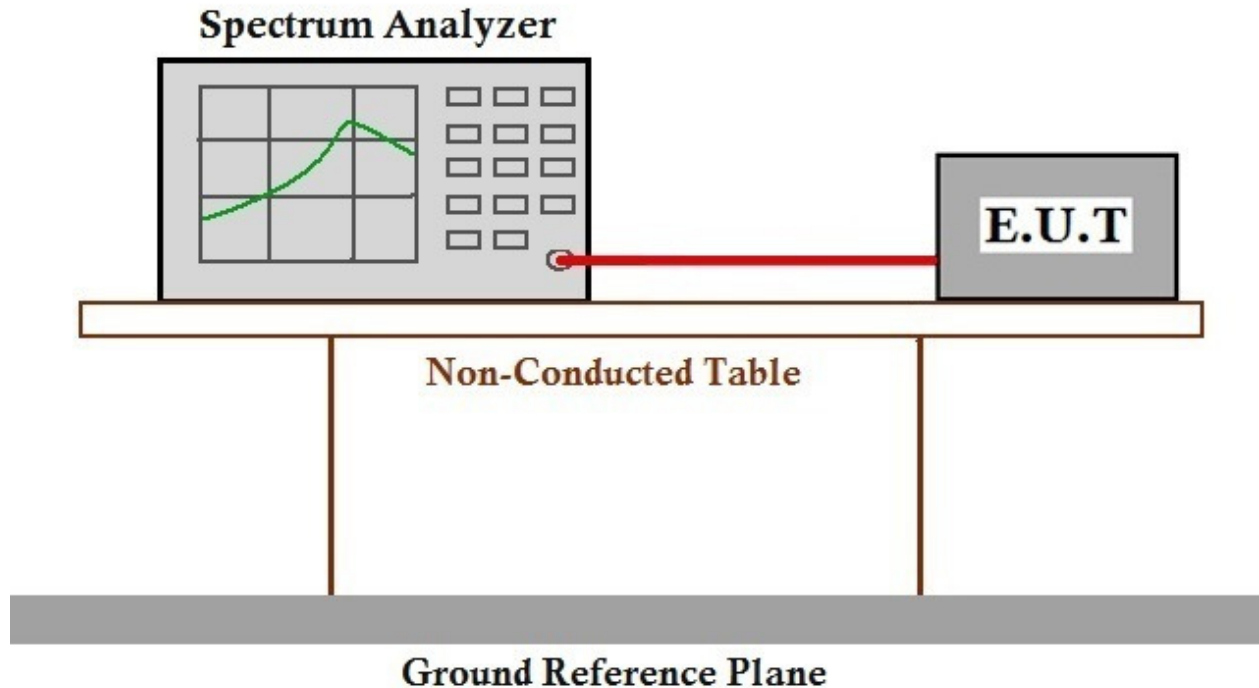 Spectrum Analyzer
E.U.T
Non-Conducted Table
Ground Reference Plane